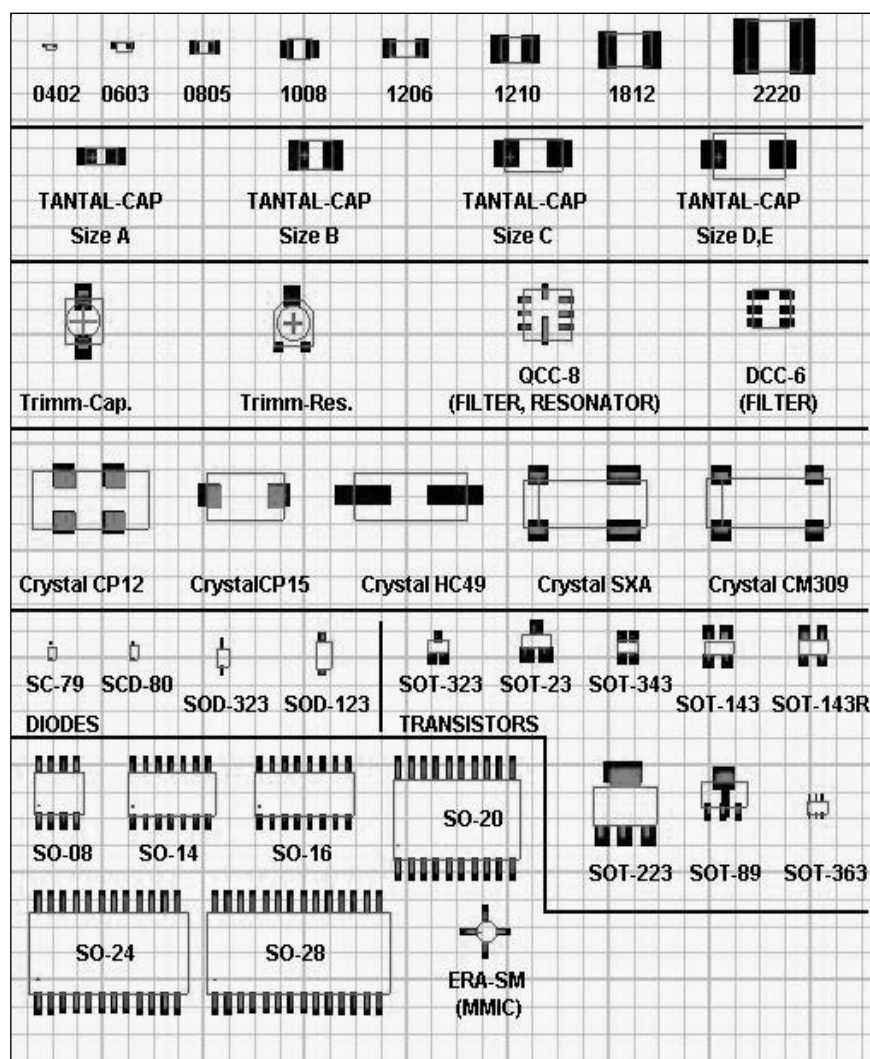 0402 0603 0805 1008 1206 1210 1812 2220
TANTAL-CAP TANTAL-CAP TANTAL-CAP TANTAL-CAP
Size A Size B Size C Size D,E
QCC-8 DCC-6
Trimm-Cap. Trimm-Res. (FILTER, RESONATOR) (FILTER)
Crystal CP12 CrystalCP15 Crystal HC49 Crystal SXA Crystal CM309
SC-79 SCD-80 SOT-323 SOT-23 SOT-343
SOD-323 SOD-123 SOT-143 SOT-143R
DIODES TRANSISTORS
SO-20
SO-08 SO-14 SO-16
SOT-223 SOT-89 SOT-363
SO-24 SO-28
ERA-SM
(MMIC)